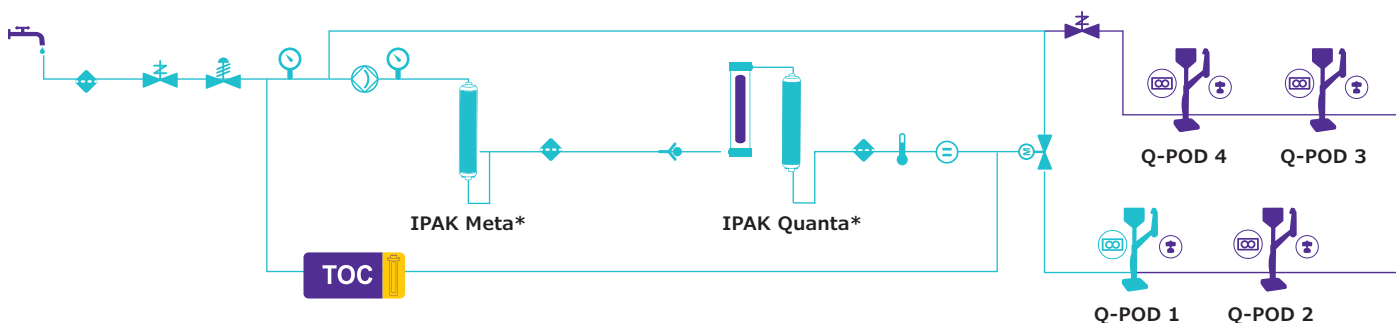 Q-POD 4
Q-POD 3
IPAK Meta*
IPAK Quanta*
M
TOC
Q-POD 1
Q-POD 2